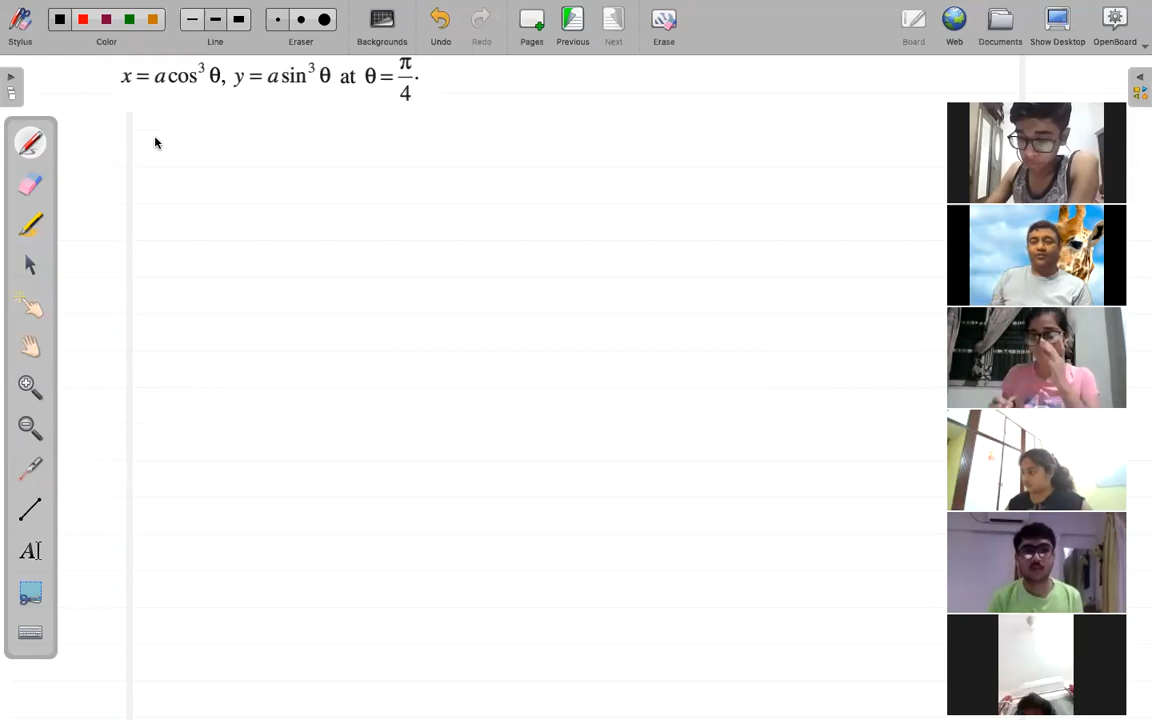 Stylus
Color
Line
Eraser
Backgrounds
Undo
Redo
Pages
Previous
Next
Erase
Board
Web
Documents
Show Desktop
OpenBoard
x = a cos³ θ, y = a sin³ θ at θ = π/4.
A